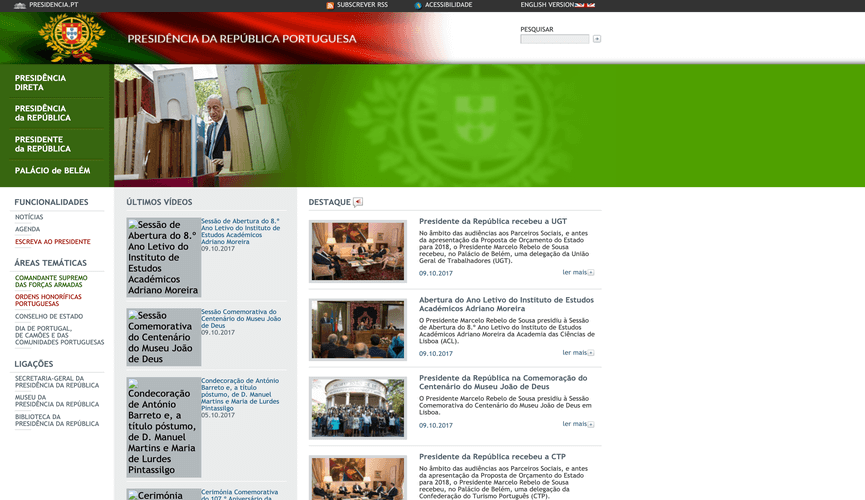 PRESIDENCIA.PT
SUBSCREVER RSS
ACESSIBILIDADE
ENGLISH VERSION
PRESIDÊNCIA DA REPÚBLICA PORTUGUESA
PESQUISAR
PRESIDÊNCIA
DIRETA
PRESIDÊNCIA
da REPÚBLICA
PRESIDENTE
da REPÚBLICA
PALÁCIO de BELÉM
FUNCIONALIDADES
NOTÍCIAS
AGENDA
ESCREVA AO PRESIDENTE
ÁREAS TEMÁTICAS
COMANDANTE SUPREMO
DAS FORÇAS ARMADAS
ORDENS HONORÍFICAS
PORTUGUESAS
CONSELHO DE ESTADO
DIA DE PORTUGAL,
DE CAMÕES E DAS
COMUNIDADES PORTUGUESAS
LIGAÇÕES
SECRETARIA-GERAL DA
PRESIDÊNCIA DA REPÚBLICA
MUSEU DA
PRESIDÊNCIA DA REPÚBLICA
BIBLIOTECA DA
PRESIDÊNCIA DA REPÚBLICA
ÚLTIMOS VÍDEOS
Sessão de
Abertura do 8.º
Ano Letivo do
Instituto de
Estudos
Académicos
Adriano Moreira
Sessão de Abertura do 8.º
Ano Letivo do Instituto de
Estudos Académicos
Adriano Moreira
09.10.2017
Sessão
Comemorativa
do Centenário
do Museu João
de Deus
Sessão Comemorativa do
Centenário do Museu João
de Deus
09.10.2017
Condecoração
de António
Barreto e, a
título póstumo,
de D. Manuel
Martins e Maria
de Lurdes
Pintassilgo
Condecoração de António
Barreto e, a título
póstumo, de D. Manuel
Martins e Maria de Lurdes
Pintassilgo
05.10.2017
Cerimónia
Cerimónia Comemorativa
do 107.º Aniversário da
DESTAQUE
Presidente da República recebeu a UGT
No âmbito das audiências aos Parceiros Sociais, e antes
da apresentação da Proposta de Orçamento do Estado
para 2018, o Presidente Marcelo Rebelo de Sousa
recebeu, no Palácio de Belém, uma delegação da União
Geral de Trabalhadores (UGT).
09.10.2017
ler mais
Abertura do Ano Letivo do Instituto de Estudos
Académicos Adriano Moreira
O Presidente Marcelo Rebelo de Sousa presidiu à Sessão
de Abertura do 8.º Ano Letivo do Instituto de Estudos
Académicos Adriano Moreira da Academia das Ciências de
Lisboa (ACL).
09.10.2017
ler mais
Presidente da República na Comemoração do
Centenário do Museu João de Deus
O Presidente Marcelo Rebelo de Sousa presidiu à Sessão
Comemorativa do Centenário do Museu João de Deus em
Lisboa.
09.10.2017
ler mais
Presidente da República recebeu a CTP
No âmbito das audiências aos Parceiros Sociais, e antes
da apresentação da Proposta de Orçamento do Estado
para 2018, o Presidente Marcelo Rebelo de Sousa
recebeu, no Palácio de Belém, uma delegação da
Confederação do Turismo Português (CTP).